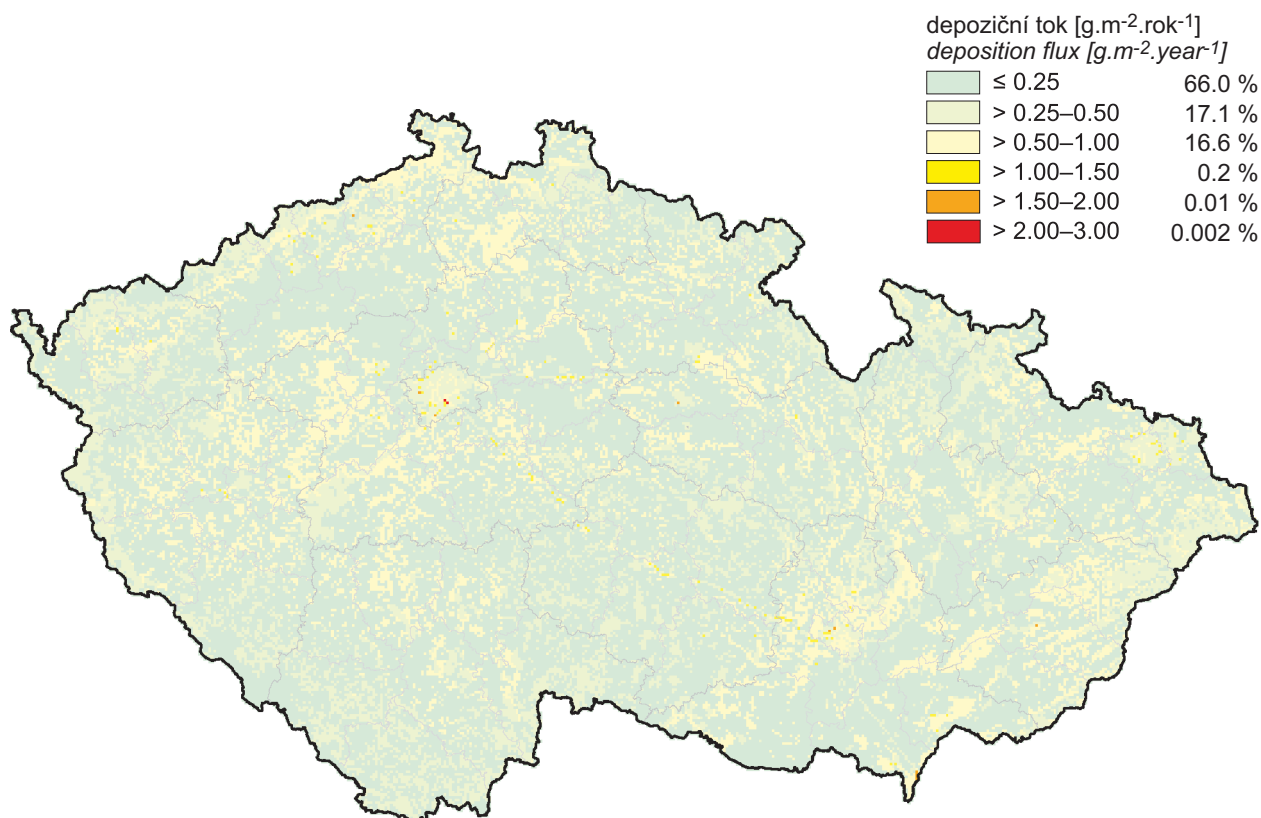 depoziční tok [g.m-2.rok-1]
deposition flux [g.m-2.year-1]
≤ 0.25 66.0 %
> 0.25–0.50 17.1 %
> 0.50–1.00 16.6 %
> 1.00–1.50 0.2 %
> 1.50–2.00 0.01 %
> 2.00–3.00 0.002 %